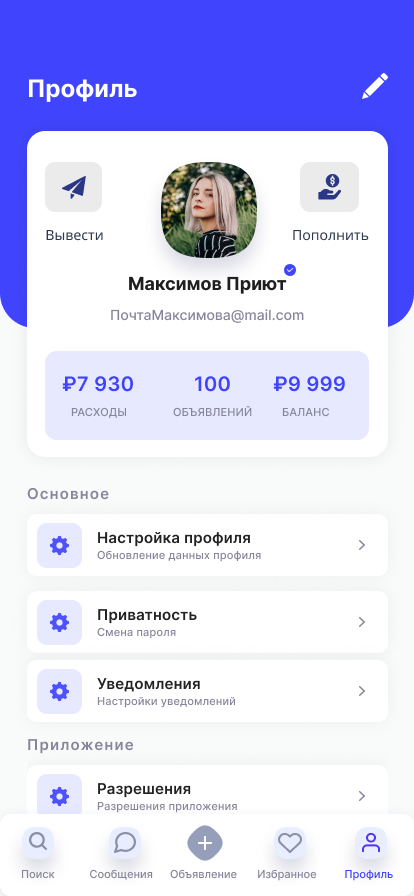 Профиль
Вывести
Пополнить
Максимов Приют
ПочтаМаксимова@mail.com
₽7 930 100 ₽9 999
РАСХОДЫ ОБЪЯВЛЕНИЙ БАЛАНС
Основное
Настройка профиля
Обновление данных профиля
Приватность
Смена пароля
Уведомления
Настройки уведомлений
Приложение
Разрешения
Разрешения приложения
Поиск Сообщения Объявление Избранное Профиль